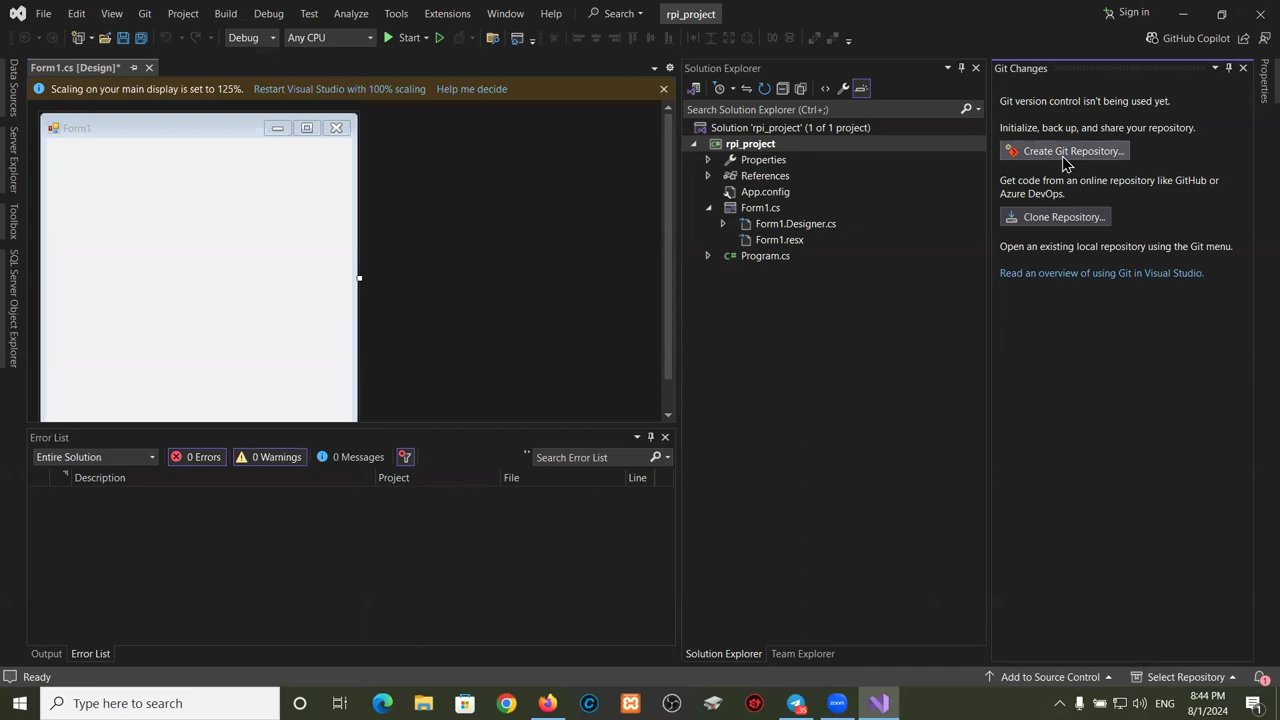 File Edit View Git Project Build Debug Test Analyze Tools Extensions Window Help Search rpi_project Sign in
Debug Any CPU Start GitHub Copilot
Form1.cs [Design]*
Scaling on your main display is set to 125%. Restart Visual Studio with 100% scaling Help me decide
Form1
Data Sources
Server Explorer
Toolbox
SQL Server Object Explorer
Error List
Entire Solution 0 Errors 0 Warnings 0 Messages Search Error List
Description Project File Line
Output Error List
Solution Explorer
Search Solution Explorer (Ctrl+;)
Solution 'rpi_project' (1 of 1 project)
rpi_project
Properties
References
App.config
Form1.cs
Form1.Designer.cs
Form1.resx
Program.cs
Solution Explorer Team Explorer
Git Changes
Git version control isn't being used yet.
Initialize, back up, and share your repository.
Create Git Repository...
Get code from an online repository like GitHub or
Azure DevOps.
Clone Repository...
Open an existing local repository using the Git menu.
Read an overview of using Git in Visual Studio.
Properties
Ready Add to Source Control Select Repository 1
Type here to search 35 ENG 8:44 PM
8/1/2024 1